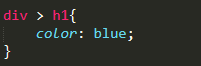 div > h1{
    color: blue;
}